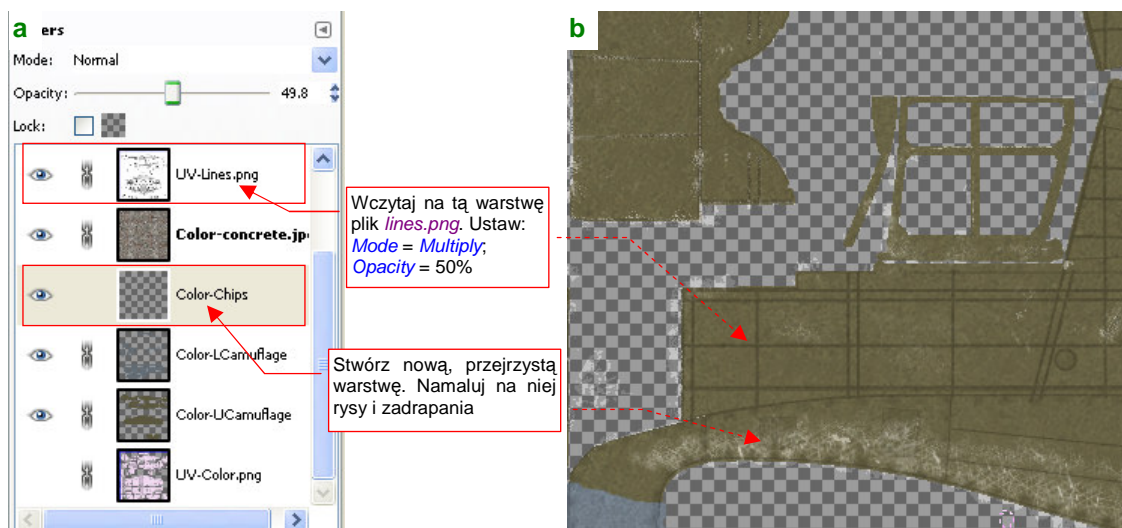 a ers
Mode: Normal
Opacity: 49.8
Lock:
UV-Lines.png
Color-concrete.jp
Color-Chips
Color-LCamuflage
Color-UCamuflage
UV-Color.png
Wczytaj na tą warstwę
plik lines.png. Ustaw:
Mode = Multiply;
Opacity = 50%
Stwórz nową, przejrzystą
warstwę. Namaluj na niej
rysy i zadrapania
b